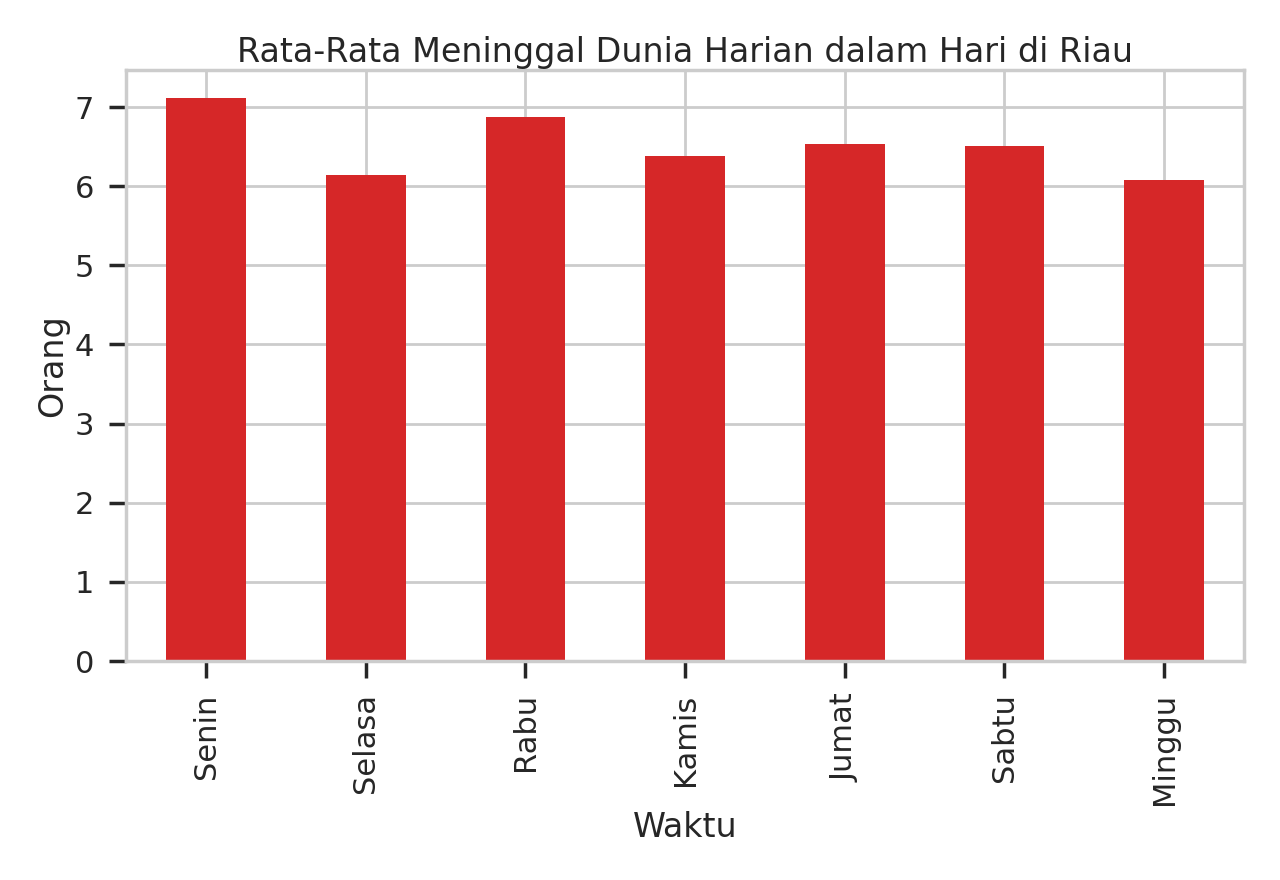 Rata-Rata Meninggal Dunia Harian dalam Hari di Riau
7
6
5
4
3
2
1
0
Orang
Senin
Selasa
Rabu
Kamis
Jumat
Sabtu
Minggu
Waktu